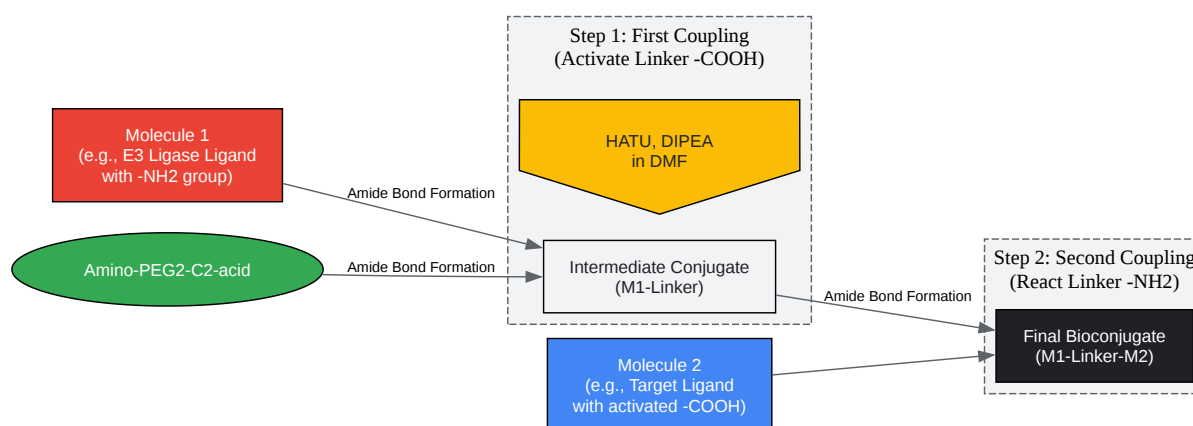 Step 1: First Coupling
(Activate Linker -COOH)
HATU, DIPEA
in DMF
Molecule 1
(e.g., E3 Ligase Ligand
with -NH2 group)
Amide Bond Formation
Amino-PEG2-C2-acid
Amide Bond Formation
Intermediate Conjugate
(M1-Linker)
Amide Bond Formation
Step 2: Second Coupling
(React Linker -NH2)
Final Bioconjugate
(M1-Linker-M2)
Molecule 2
(e.g., Target Ligand
with activated -COOH)